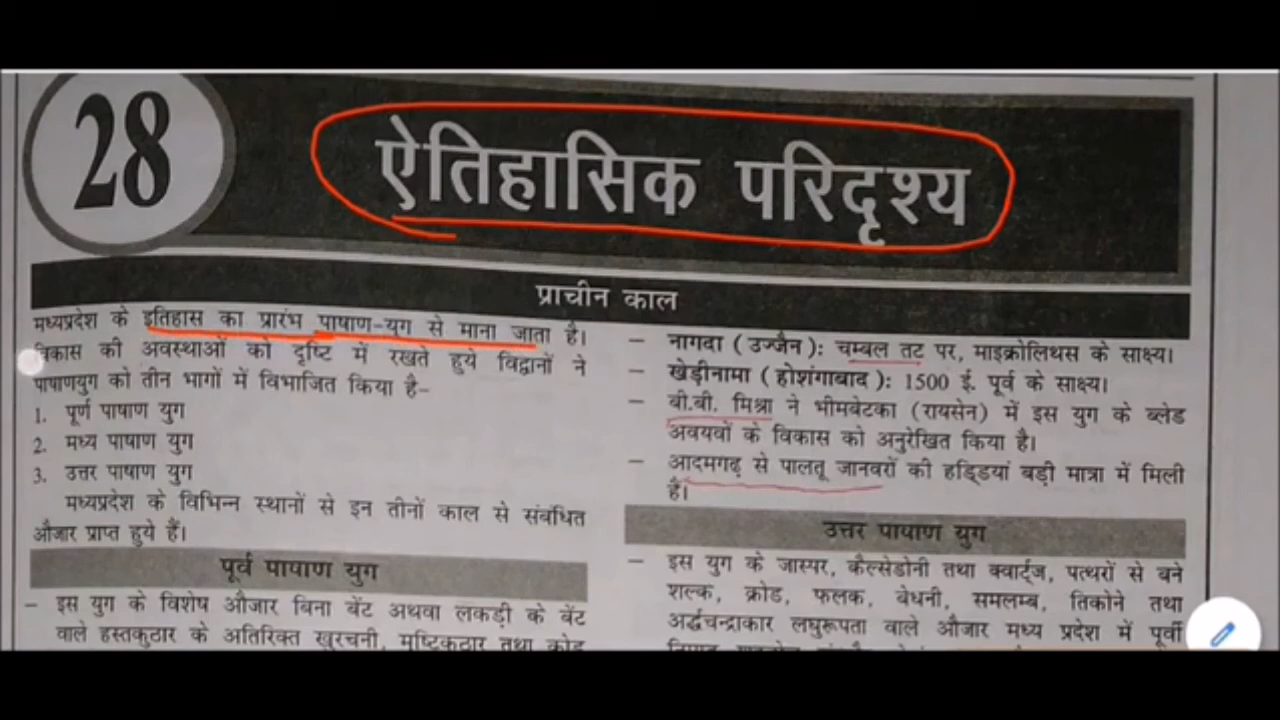 28
ऐतिहासिक परिदृश्य
प्राचीन काल
मध्यप्रदेश के इतिहास का प्रारंभ पाषाण-युग से माना जाता है।
विकास की अवस्थाओं को दृष्टि में रखते हुये विद्वानों ने
पाषाणयुग को तीन भागों में विभाजित किया है-
1. पूर्ण पाषाण युग
2. मध्य पाषाण युग
3. उत्तर पाषाण युग
मध्यप्रदेश के विभिन्न स्थानों से इन तीनों काल से संबंधित
औजार प्राप्त हुये हैं।
पूर्व पाषाण युग
– इस युग के विशेष औजार बिना बेंट अथवा लकड़ी के बेंट
वाले हस्तकुठार के अतिरिक्त खुरचनी, मुष्टिकुठार तथा क्रोड
– नागदा (उज्जैन): चम्बल तट पर, माइक्रोलिथस के साक्ष्य।
– खेड़ीनामा (होशंगाबाद): 1500 ई. पूर्व के साक्ष्य।
– बी.बी. मिश्रा ने भीमबेटका (रायसेन) में इस युग के ब्लेड
अवयवों के विकास को अनुरेखित किया है।
– आदमगढ़ से पालतू जानवरों की हड्डियां बड़ी मात्रा में मिली
है।
उत्तर पाषाण युग
– इस युग के जास्पर, कैल्सेडोनी तथा क्वार्ट्ज, पत्थरों से बने
शल्क, क्रोड, फलक, बेधनी, समलम्ब, तिकोने तथा
अर्द्धचन्द्राकार लघुरूपता वाले औजार मध्य प्रदेश में पूर्वी